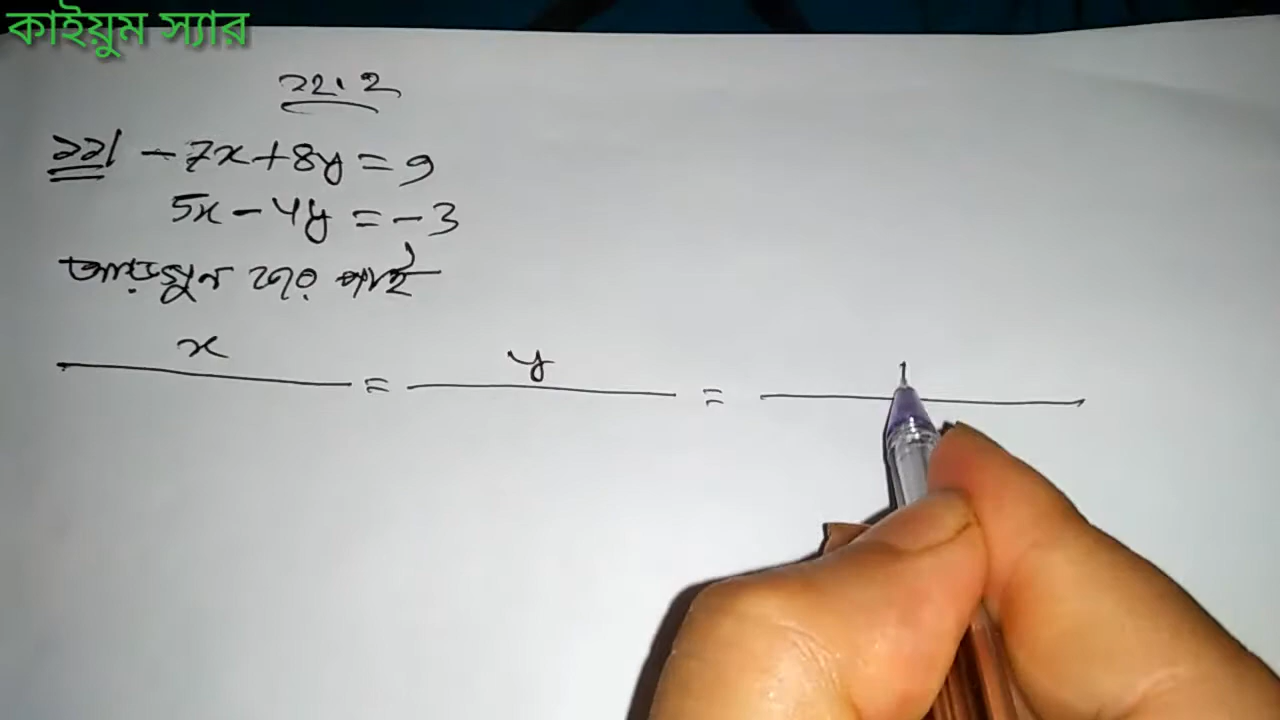 কাইয়ুম স্যার
১২.২
১১। -7x+8y=9
5x-4y=-3
আড়গুণন করে পাই
x = y = 1